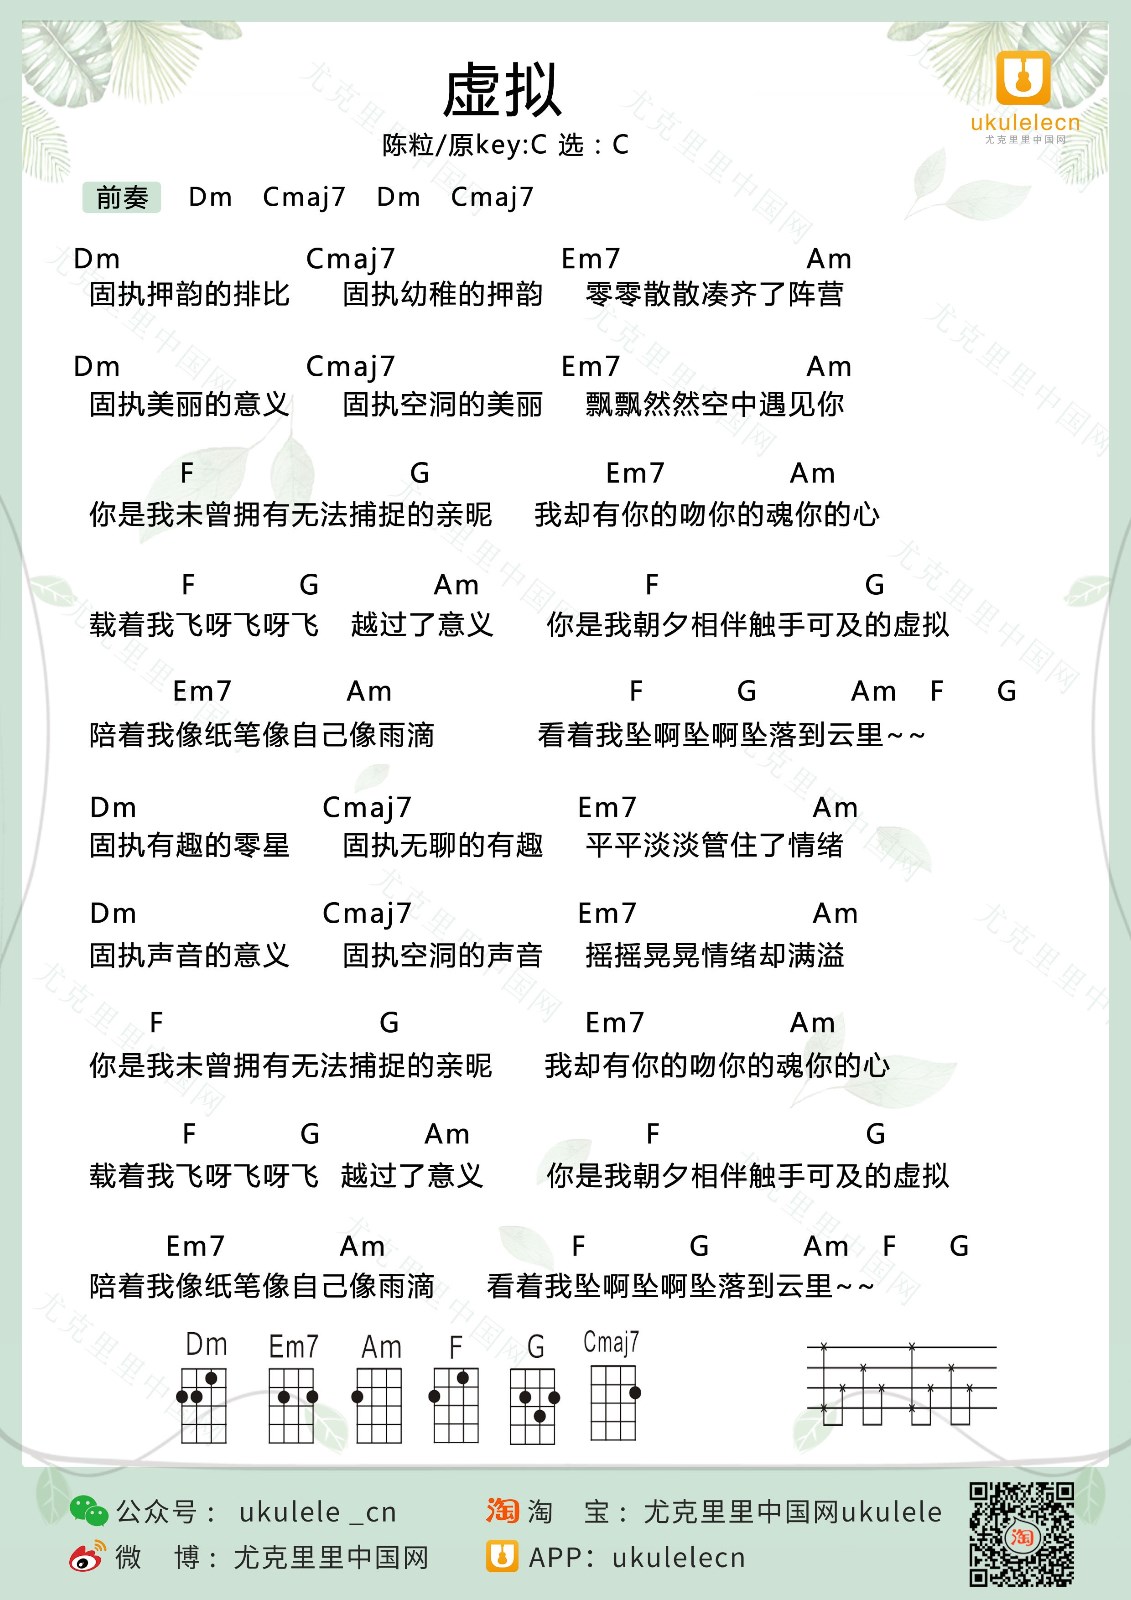 虚拟
陈粒/原key:C 选：C
ukulelecn
尤克里里中国网
前奏 Dm Cmaj7 Dm Cmaj7
Dm Cmaj7 Em7 Am
固执押韵的排比 固执幼稚的押韵 零零散散凑齐了阵营
Dm Cmaj7 Em7 Am
固执美丽的意义 固执空洞的美丽 飘飘然然空中遇见你
F G Em7 Am
你是我未曾拥有无法捕捉的亲昵 我却有你的吻你的魂你的心
F G Am F G
载着我飞呀飞呀飞 越过了意义 你是我朝夕相伴触手可及的虚拟
Em7 Am F G Am F G
陪着我像纸笔像自己像雨滴 看着我坠啊坠啊坠落到云里~~
Dm Cmaj7 Em7 Am
固执有趣的零星 固执无聊的有趣 平平淡淡管住了情绪
Dm Cmaj7 Em7 Am
固执声音的意义 固执空洞的声音 摇摇晃晃情绪却满溢
F G Em7 Am
你是我未曾拥有无法捕捉的亲昵 我却有你的吻你的魂你的心
F G Am F G
载着我飞呀飞呀飞 越过了意义 你是我朝夕相伴触手可及的虚拟
Em7 Am F G Am F G
陪着我像纸笔像自己像雨滴 看着我坠啊坠啊坠落到云里~~
Dm Em7 Am F G Cmaj7
公众号： ukulele _cn 淘 淘 宝：尤克里里中国网ukulele
微 博：尤克里里中国网 APP：ukulelecn
淘